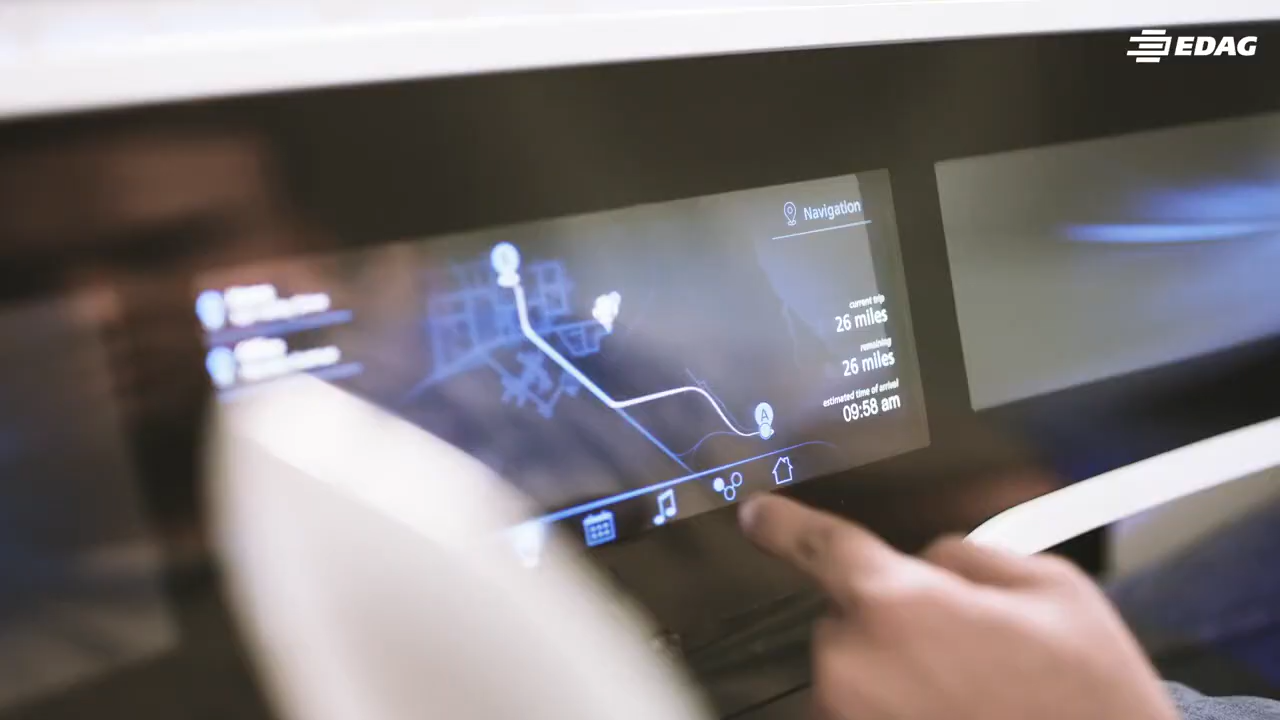 EDAG
Navigation
current trip
26 miles
remaining
26 miles
estimated time of arrival
09:58 am
A